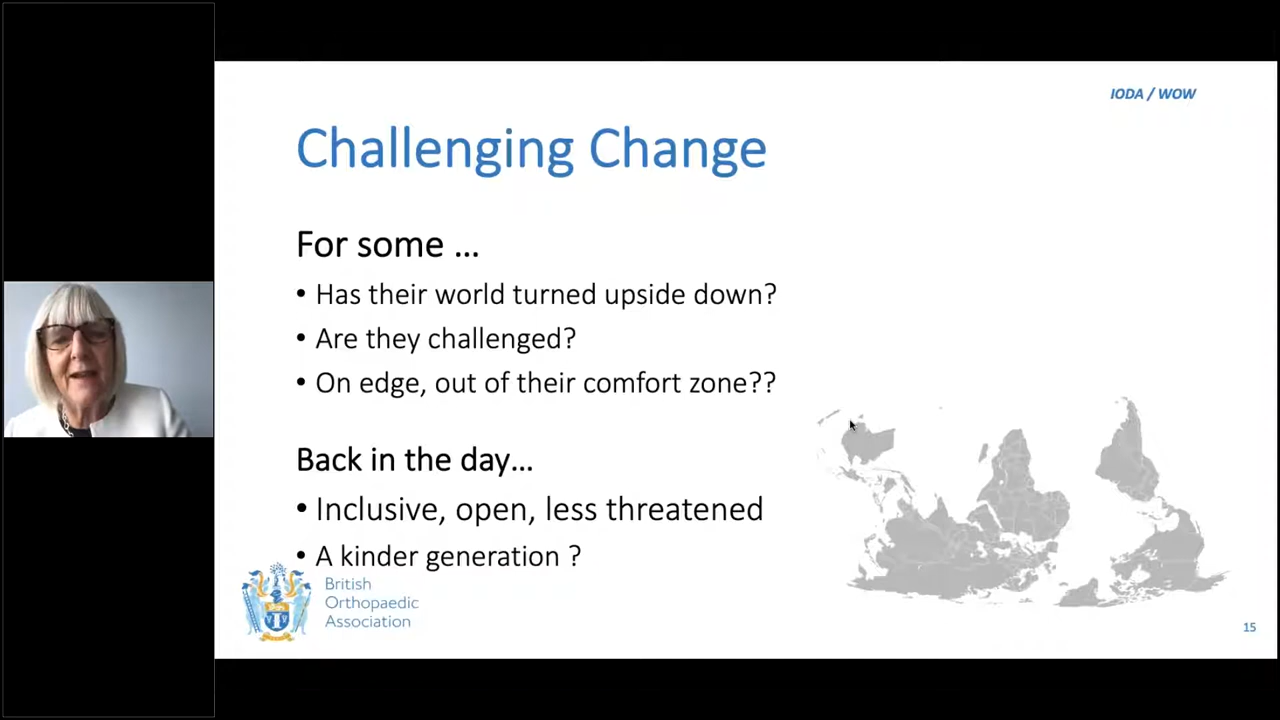 IODA / WOW
Challenging Change
For some ...
• Has their world turned upside down?
• Are they challenged?
• On edge, out of their comfort zone??
Back in the day...
• Inclusive, open, less threatened
• A kinder generation ?
British
Orthopaedic
Association
15